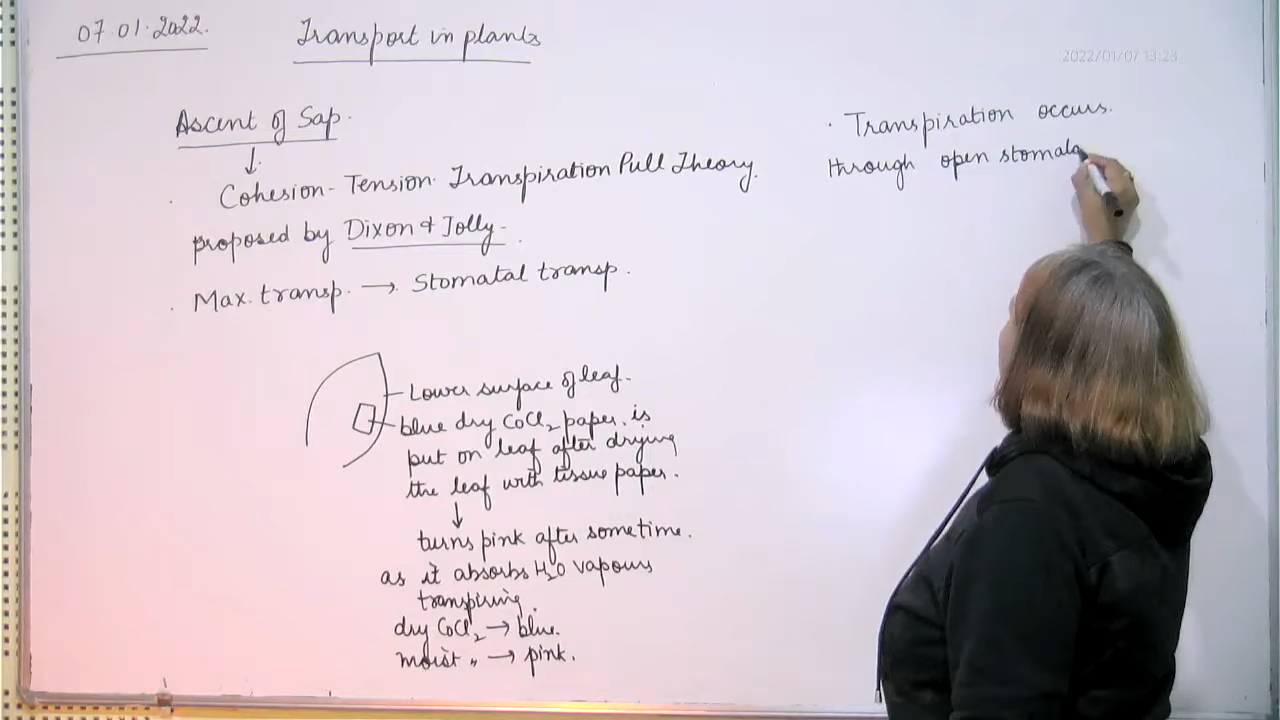 07.01.2022.
Transport in plants
2022/01/07 13:23
Ascent of Sap.
Cohesion-Tension Transpiration Pull Theory.
proposed by Dixon & Jolly.
Max. transp. → Stomatal transp.
Lower surface of leaf.
blue dry CoCl₂ paper is
put on leaf after drying
the leaf with tissue paper.
↓
turns pink after sometime.
as it absorbs H₂O vapours
transpiring.
dry CoCl₂ → blue.
moist " → pink.
· Transpiration occurs.
through open stomata